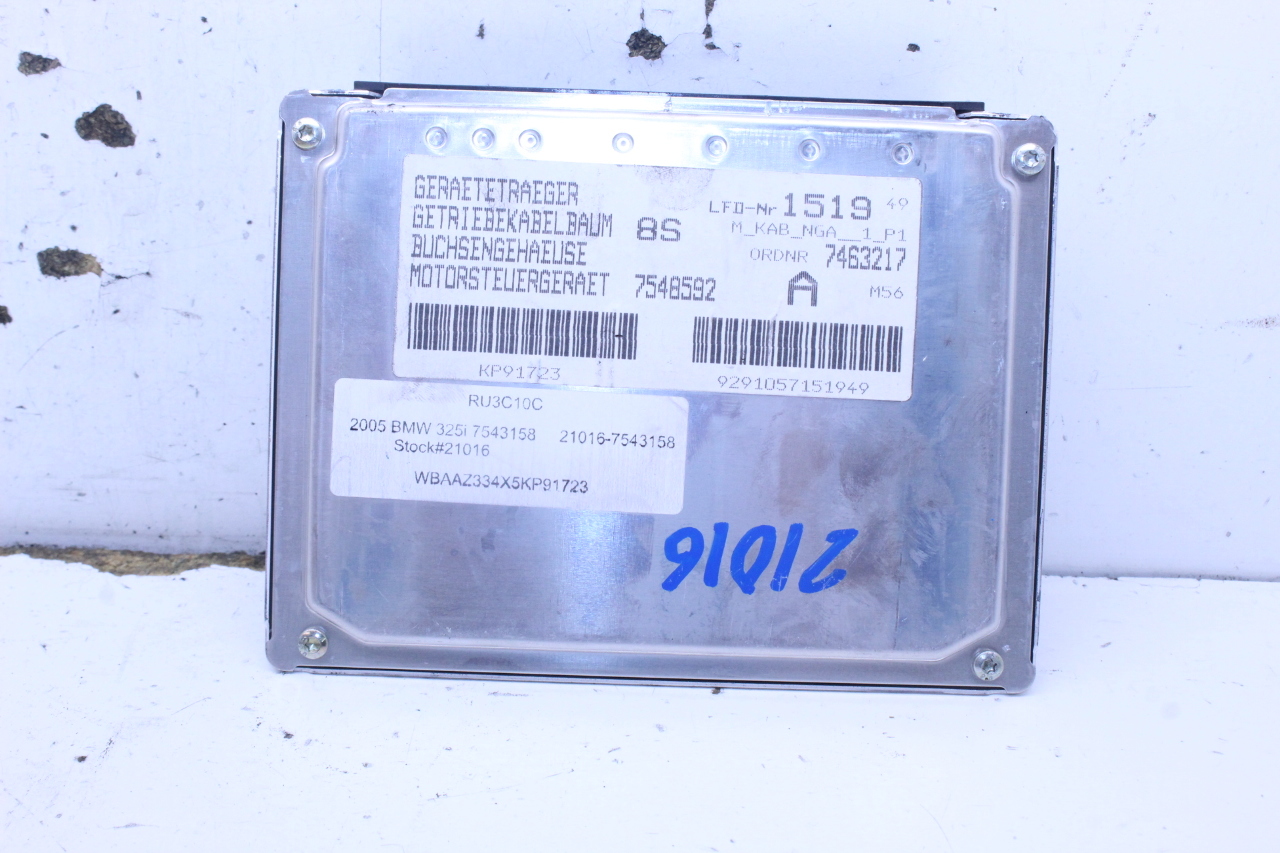 GERAETETRAEGER
GETRIEBEKABELBAUM 8S
BUCHSENGEHAEUSE
MOTORSTEUERGERAET 7548592
LFD-Nr 1519 49
M_KAB_NGA__1_P1
ORDNR 7463217
A M56
KP91723
9291057151949
RU3C10C
2005 BMW 325i 7543158 21016-7543158
Stock#21016
WBAAZ334X5KP91723
21016